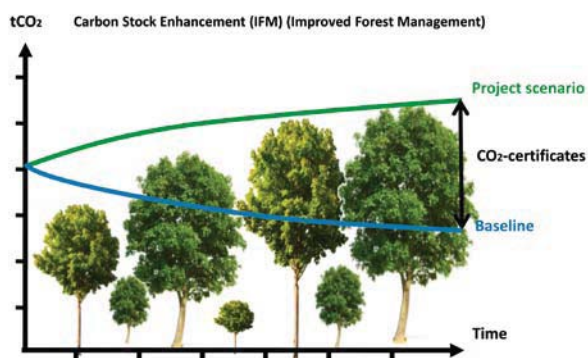 tCO₂ Carbon Stock Enhancement (IFM) (Improved Forest Management)
Project scenario
CO₂-certificates
Baseline
Time